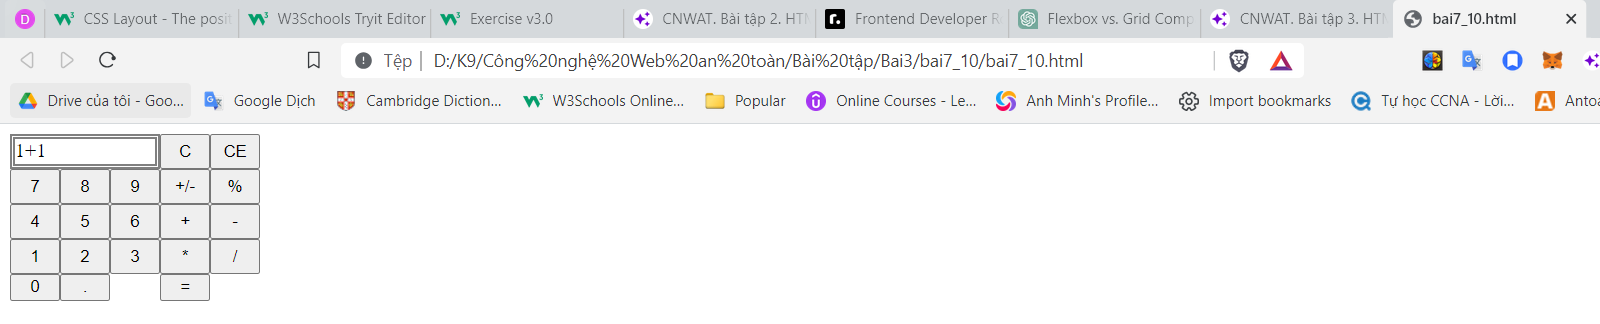 D CSS Layout - The posit W3Schools Tryit Editor Exercise v3.0 CNWAT. Bài tập 2. HTM Frontend Developer Ro Flexbox vs. Grid Comp CNWAT. Bài tập 3. HTM bai7_10.html
Tệp | D:/K9/Công%20nghệ%20Web%20an%20toàn/Bài%20tập/Bai3/bai7_10/bai7_10.html
Drive của tôi - Goo... Google Dịch Cambridge Diction... W3Schools Online... Popular Online Courses - Le... Anh Minh's Profile... Import bookmarks Tự học CCNA - Lời... Antoa
1+1 C CE
7 8 9 +/- %
4 5 6 + -
1 2 3 * /
0 . =